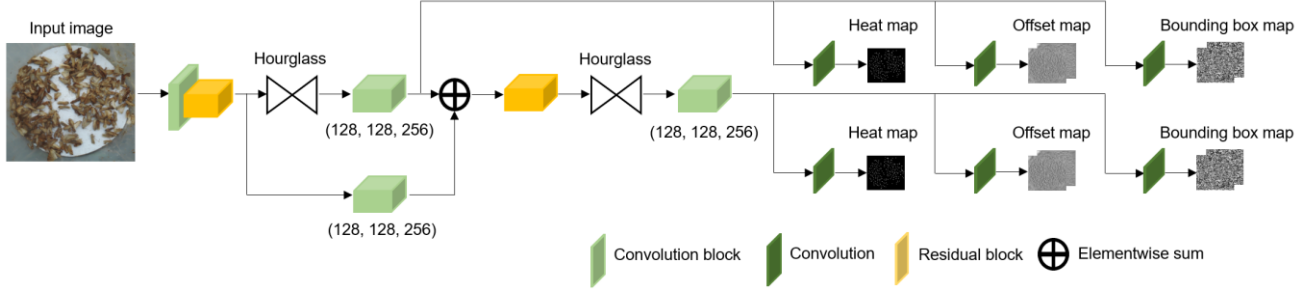 Input image
Hourglass
(128, 128, 256)
(128, 128, 256)
Hourglass
(128, 128, 256)
Heat map
Offset map
Bounding box map
Heat map
Offset map
Bounding box map
Convolution block
Convolution
Residual block
Elementwise sum